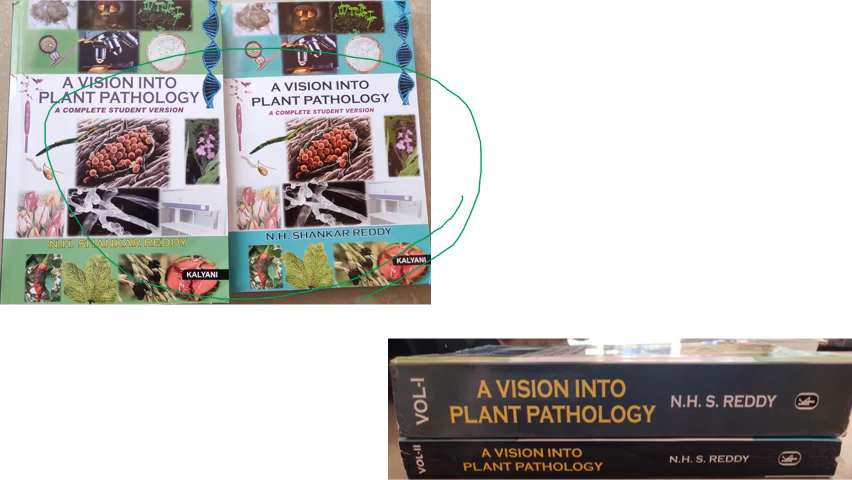 A VISION INTO
PLANT PATHOLOGY
A COMPLETE STUDENT VERSION
N.H. SHANKAR REDDY
KALYANI
A VISION INTO
PLANT PATHOLOGY
A COMPLETE STUDENT VERSION
N.H. SHANKAR REDDY
KALYANI
VOL-I
A VISION INTO
PLANT PATHOLOGY
N.H. S. REDDY
VOL-II
A VISION INTO
PLANT PATHOLOGY
N.H. S. REDDY